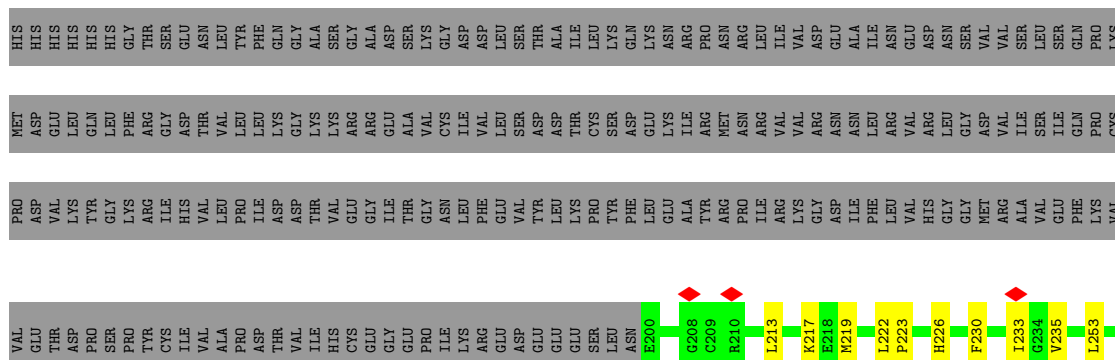 HIS HIS HIS HIS HIS HIS GLY THR SER GLU ASN LEU TYR PHE GLN GLY ALA SER GLY ALA ASP SER LYS GLY ASP ASP LEU SER THR ALA ILE LEU LYS GLN LYS ASN ARG PRO ASN ARG LEU ILE VAL ASP GLU ALA ILE ASN GLU ASP ASN SER VAL VAL SER LEU SER GLN PRO LYS
MET ASP GLU LEU GLN LEU PHE ARG GLY ASP THR VAL LEU LEU LYS GLY LYS LYS ARG ARG GLU ALA VAL CYS ILE VAL LEU SER ASP ASP THR CYS SER ASP GLU LYS ILE ARG MET ASN ARG VAL VAL ARG ASN ASN LEU ARG VAL ARG LEU GLY ASP VAL ILE SER ILE GLN PRO CYS
PRO ASP VAL LYS TYR GLY LYS ARG ILE HIS VAL LEU PRO ILE ASP ASP THR VAL GLU GLY ILE THR GLY ASN LEU PHE GLU VAL TYR LEU LYS PRO TYR PHE LEU GLU ALA TYR ARG PRO ILE ARG LYS GLY ASP ILE PHE LEU VAL HIS GLY GLY MET ARG ALA VAL GLU PHE LYS VAL
VAL GLU THR ASP PRO SER PRO TYR CYS ILE VAL ALA PRO ASP THR VAL ILE HIS CYS GLU GLY GLU PRO ILE LYS ARG GLU ASP GLU GLU GLU SER LEU ASN E200 G208 C209 R210 L213 K217 E218 M219 L222 P223 H226 F230 I233 G234 V235 L253